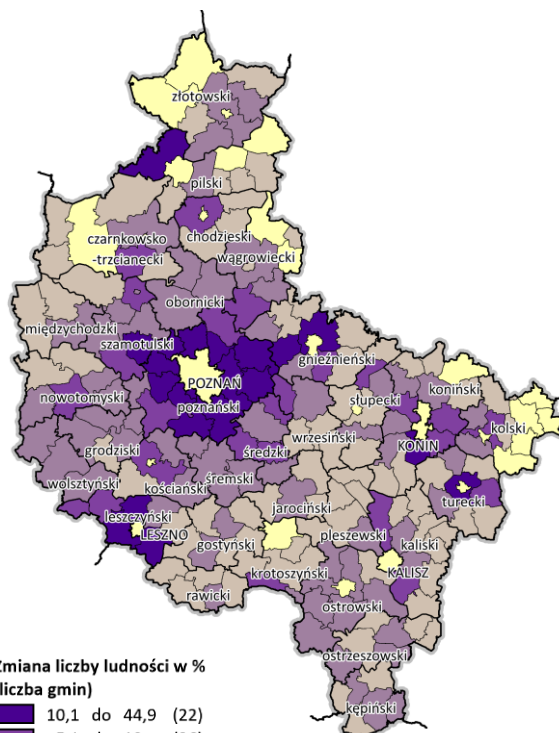 złotowski
pilski
chodzieski
czarnkowsko
-trzcianecki
wągrowiecki
obornicki
międzychodzki
szamotulski
gnieźnieński
POZNAŃ
poznański
nowotomyski
koniński
słupecki
kolski
KONIN
wrzesiński
grodziski
średzki
wolsztyński
kościański
śremski
turecki
jarociński
leszczyński
LESZNO
gostyński
pleszewski
kaliski
KALISZ
krotoszyński
rawicki
ostrowski
ostrzeszowski
kępiński
Zmiana liczby ludności w %
(liczba gmin)
10,1 do 44,9 (22)